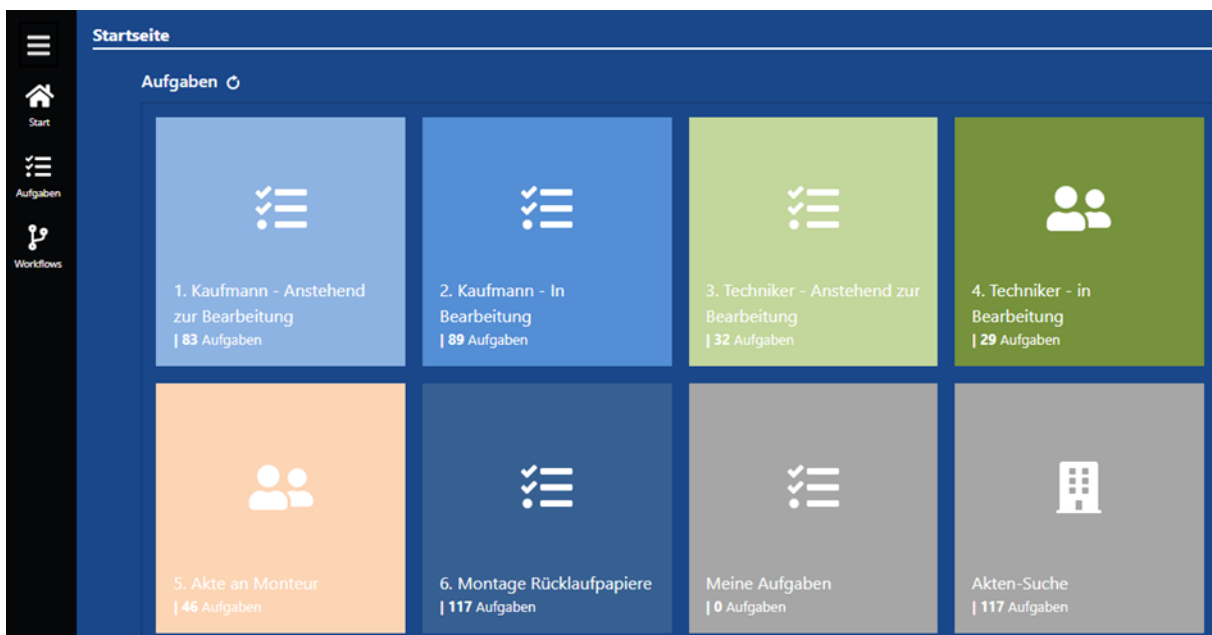 Startseite
Aufgaben
Start
Aufgaben
Workflows
1. Kaufmann - Anstehend
zur Bearbeitung
| 83 Aufgaben
2. Kaufmann - In
Bearbeitung
| 89 Aufgaben
3. Techniker - Anstehend zur
Bearbeitung
| 32 Aufgaben
4. Techniker - in
Bearbeitung
| 29 Aufgaben
5. Akte an Monteur
| 46 Aufgaben
6. Montage Rücklaufpapiere
| 117 Aufgaben
Meine Aufgaben
| 0 Aufgaben
Akten-Suche
| 117 Aufgaben